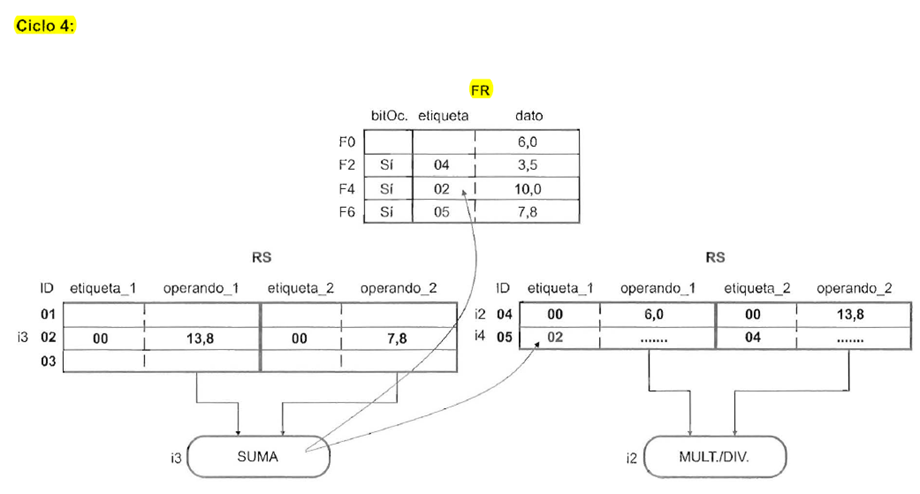 Ciclo 4:
FR
bitOc. etiqueta dato
F0 6,0
F2 Sí 04 3,5
F4 Sí 02 10,0
F6 Sí 05 7,8
RS
ID etiqueta_1 operando_1 etiqueta_2 operando_2
01
i3 02 00 13,8 00 7,8
03
i3 SUMA
RS
ID etiqueta_1 operando_1 etiqueta_2 operando_2
i2 04 00 6,0 00 13,8
i4 05 02 ....... 04 .......
i2 MULT./DIV.